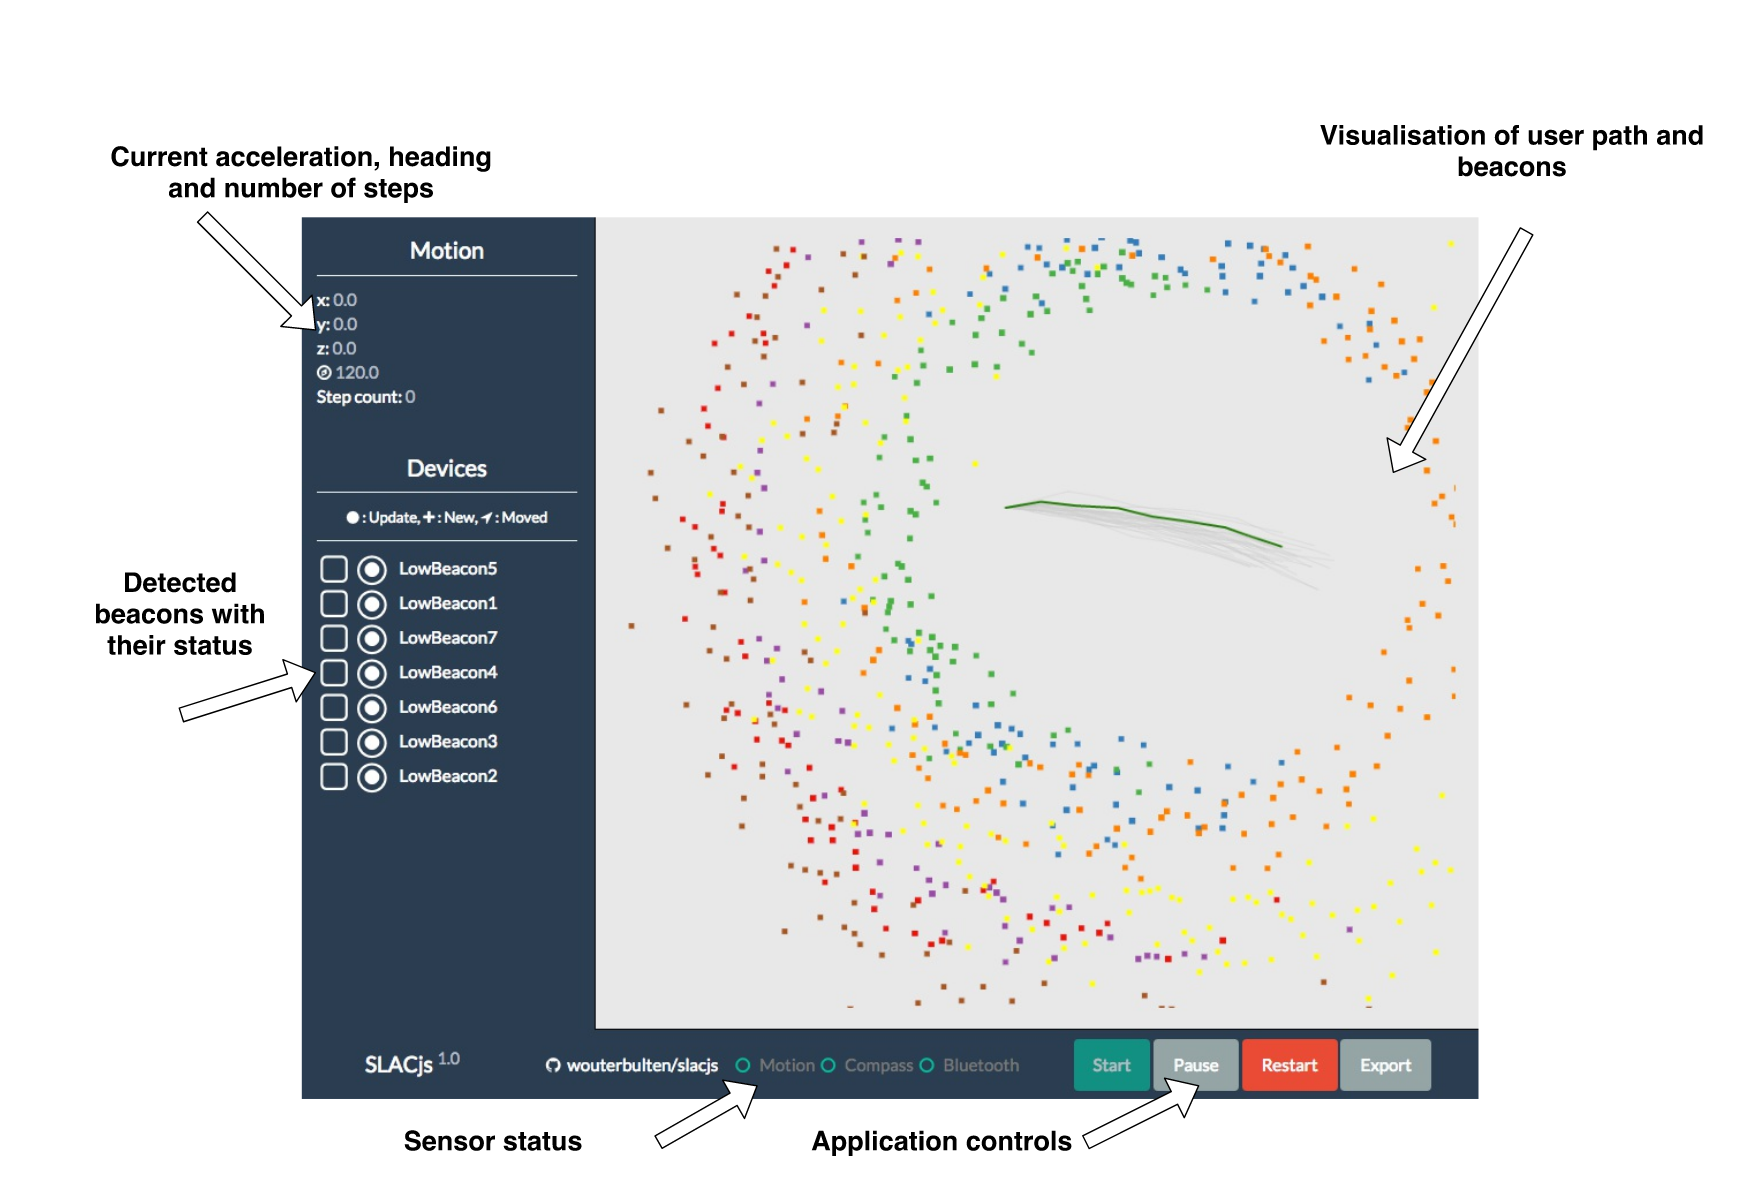 Current acceleration, heading
and number of steps
Visualisation of user path and
beacons
Motion
x: 0.0
y: 0.0
z: 0.0
120.0
Step count: 0
Devices
: Update, : New, : Moved
Detected
beacons with
their status
LowBeacon5
LowBeacon1
LowBeacon7
LowBeacon4
LowBeacon6
LowBeacon3
LowBeacon2
SLACjs 1.0
wouterbulten/slacjs
Motion
Compass
Bluetooth
Start
Pause
Restart
Export
Sensor status
Application controls